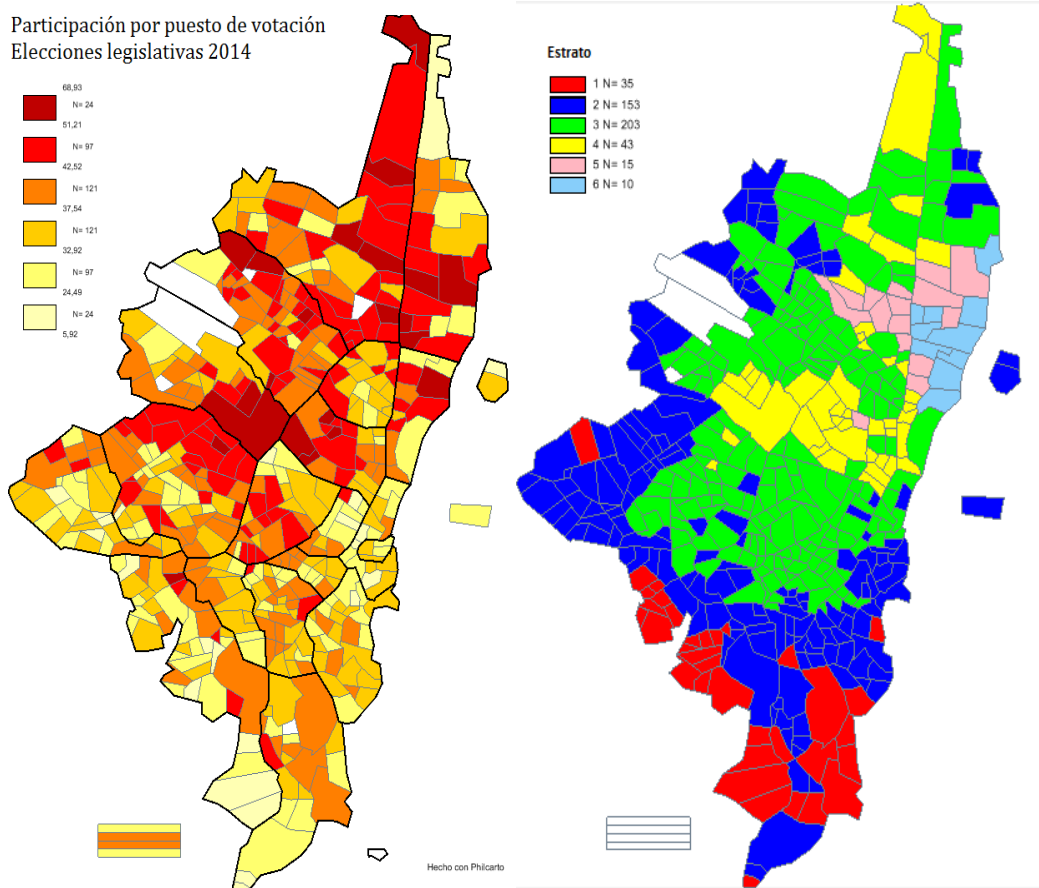 Participación por puesto de votación
Elecciones legislativas 2014
68,93
N= 24
51,21
N= 97
42,52
N= 121
37,54
N= 121
32,92
N= 97
24,49
N= 24
5,92
Hecho con Philcarto
Estrato
1 N= 35
2 N= 153
3 N= 203
4 N= 43
5 N= 15
6 N= 10